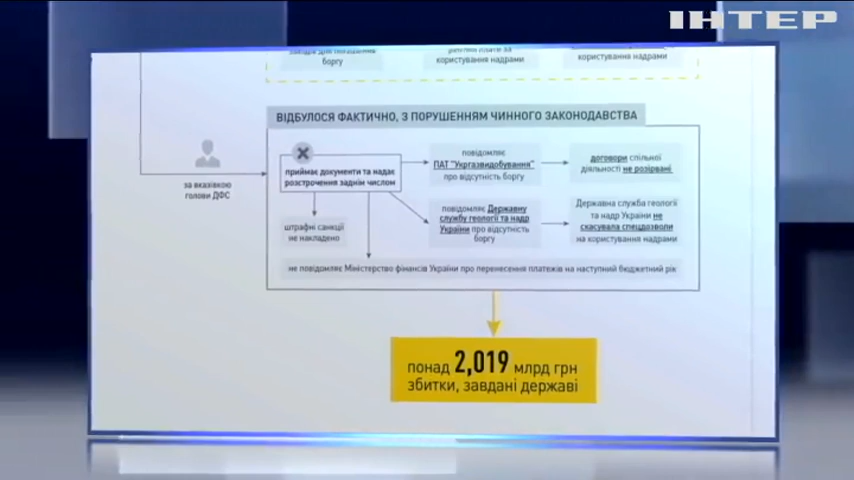 ІНТЕР
боргу
користування надрами
користування надрами
ВІДБУЛОСЯ ФАКТИЧНО, З ПОРУШЕННЯМ ЧИННОГО ЗАКОНОДАВСТВА
за вказівкою
голови ДФС
приймає документи та надає
розстрочення заднім числом
повідомляє
ПАТ "Укргазвидобування"
про відсутність боргу
договори спільної
діяльності не розірвані
штрафні санкції
не накладено
повідомляє Державну
службу геології та надр
України про відсутність
боргу
Державна служба геології
та надр України не
скасувала спецдозволи
на користування надрами
не повідомляє Міністерство фінансів України про перенесення платежів на наступний бюджетний рік
понад 2,019 млрд грн
збитки, завдані державі